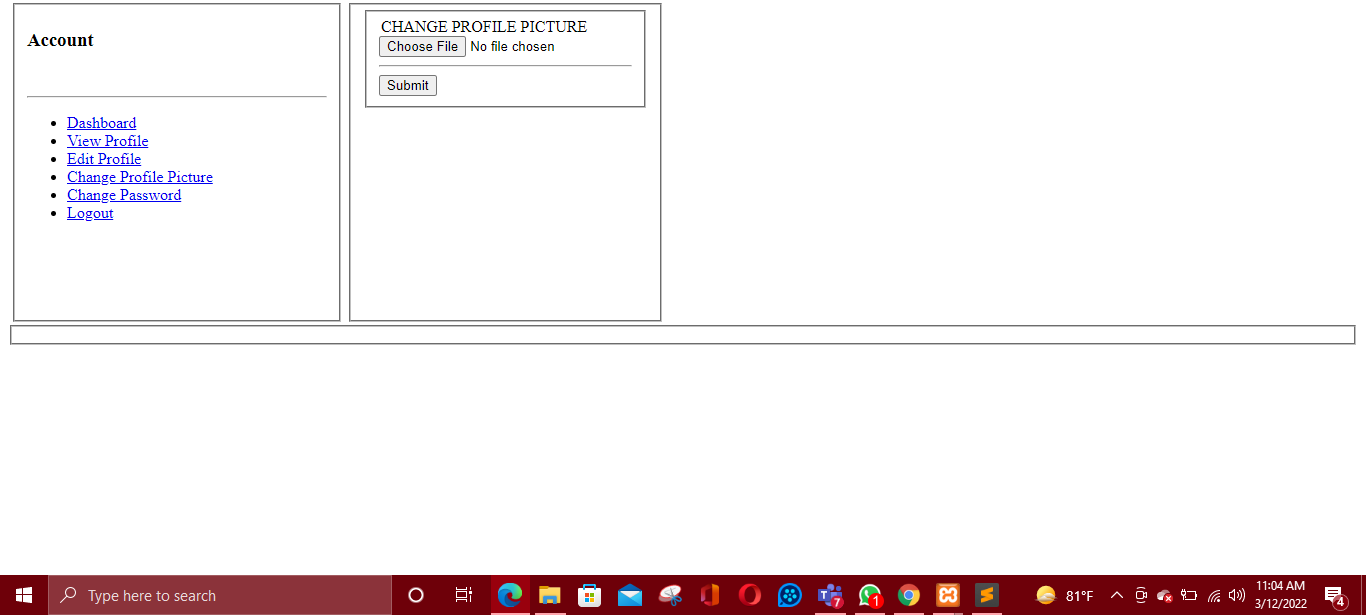 Account
Dashboard
View Profile
Edit Profile
Change Profile Picture
Change Password
Logout
CHANGE PROFILE PICTURE
Choose File No file chosen
Submit
Type here to search
7
1
81°F
11:04 AM
3/12/2022
4